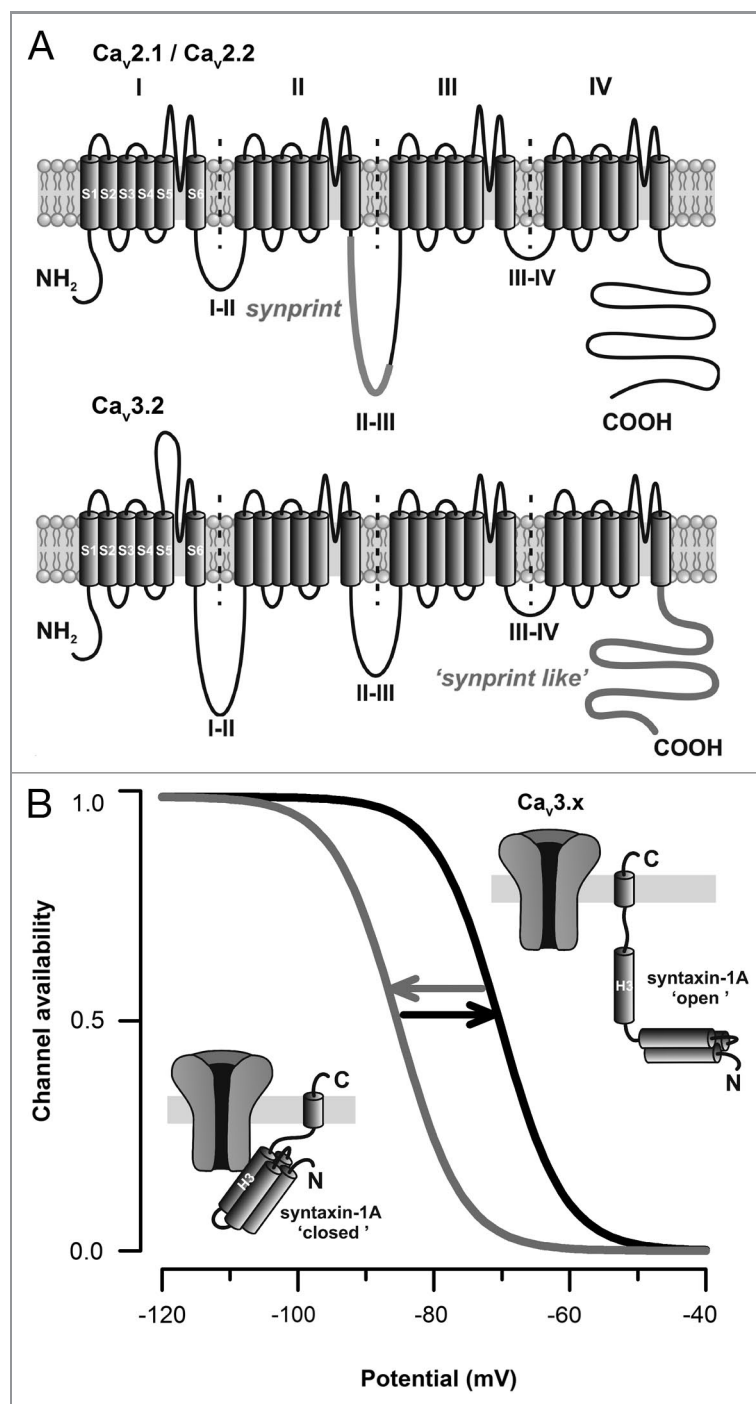 A
Cav2.1 / Cav2.2
I II III IV
S1 S2 S3 S4 S5 S6
NH2
I-II
synprint
II-III
III-IV
COOH
Cav3.2
S1 S2 S3 S4 S5 S6
NH2
I-II
II-III
III-IV
'synprint like'
COOH
B
Cav3.x
1.0
0.5
0.0
Channel availability
C
H3
syntaxin-1A
'open '
N
C
H3
N
syntaxin-1A
'closed '
-120 -100 -80 -60 -40
Potential (mV)